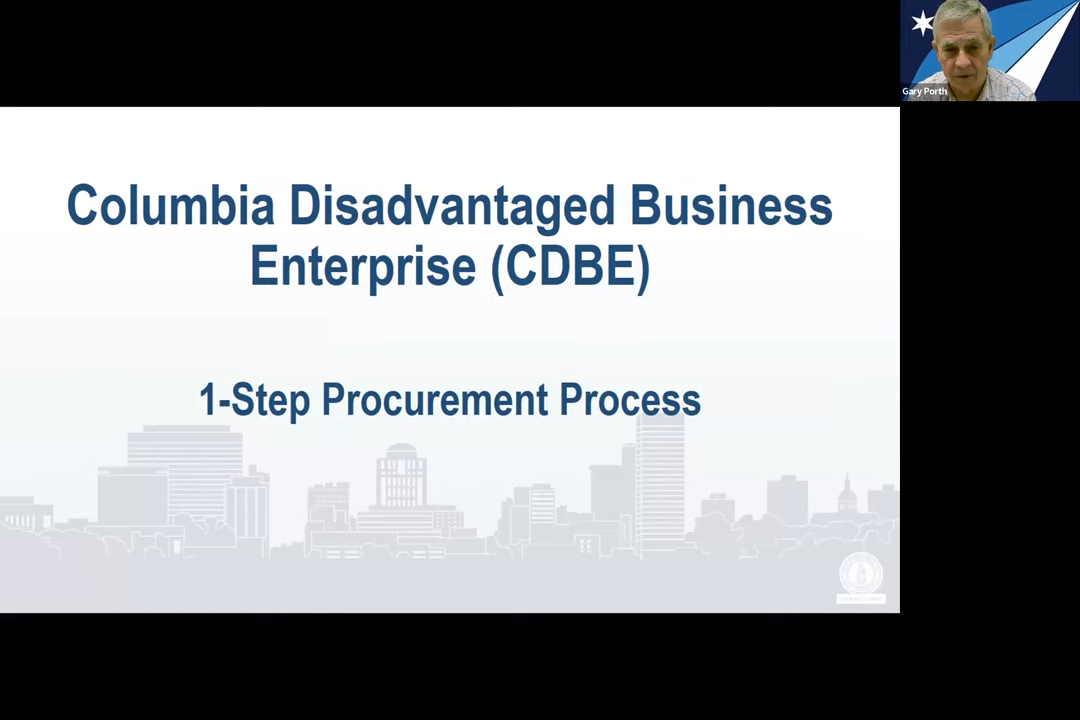 Gary Porth
Columbia Disadvantaged Business
Enterprise (CDBE)
1-Step Procurement Process